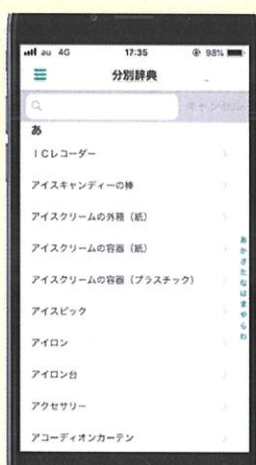 au 4G 17:35 98%
分別辞典
キャンセル
あ
ICレコーダー
アイスキャンディーの棒
アイスクリームの外箱（紙）
アイスクリームの容器（紙）
アイスクリームの容器（プラスチック）
アイスピック
アイロン
アイロン台
アクセサリー
アコーディオンカーテン
あかさたなはまやらわ